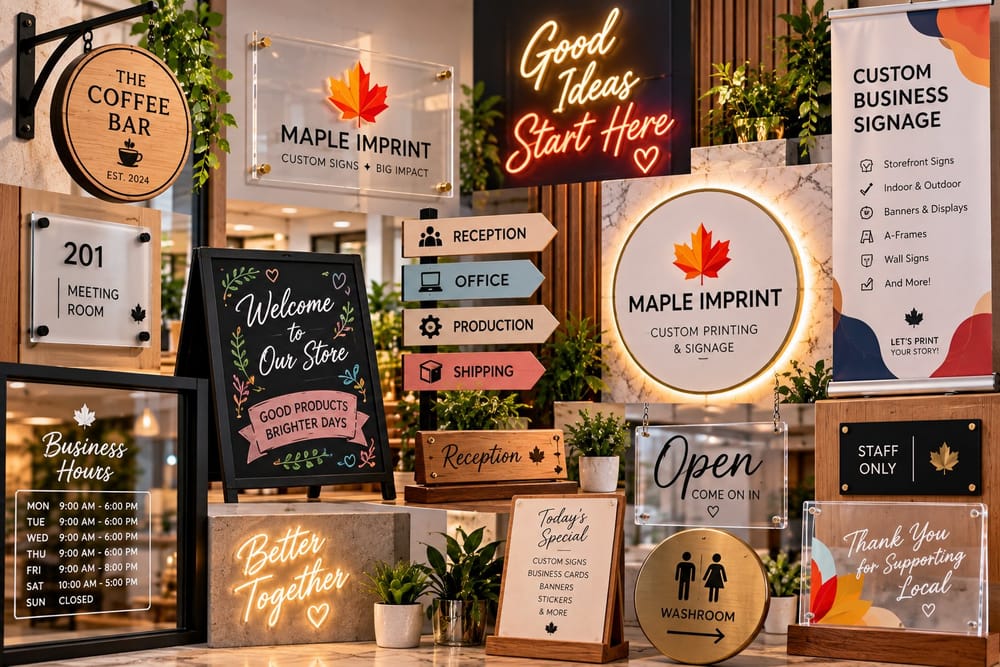 THE
COFFEE
BAR
EST. 2024
MAPLE IMPRINT
CUSTOM SIGNS + BIG IMPACT
Good
Ideas
Start Here
CUSTOM
BUSINESS
SIGNAGE
Storefront Signs
Indoor & Outdoor
Banners & Displays
A-Frames
Wall Signs
And More!
LET'S PRINT
YOUR STORY!
201
MEETING
ROOM
Welcome
to
Our Store
GOOD PRODUCTS
BRIGHTER DAYS
RECEPTION
OFFICE
PRODUCTION
SHIPPING
MAPLE IMPRINT
CUSTOM PRINTING
& SIGNAGE
Business
Hours
MON 9:00 AM - 6:00 PM
TUE 9:00 AM - 6:00 PM
WED 9:00 AM - 6:00 PM
THU 9:00 AM - 6:00 PM
FRI 9:00 AM - 8:00 PM
SAT 10:00 AM - 5:00 PM
SUN CLOSED
Reception
Open
COME ON IN
STAFF
ONLY
Better
Together
Today's
Special
CUSTOM SIGNS
BUSINESS CARDS
BANNERS
STICKERS
& MORE
WASHROOM
Thank You
for Supporting
Local